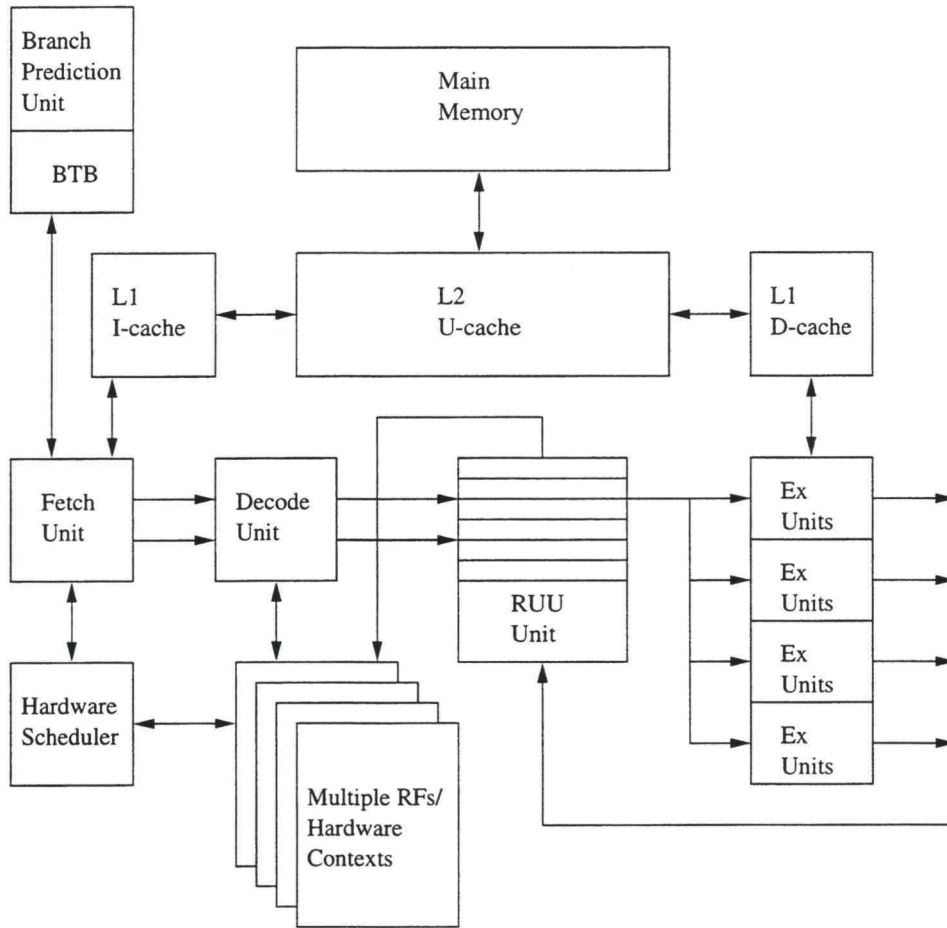 Branch
Prediction
Unit
BTB
Main
Memory
L1
I-cache
L2
U-cache
L1
D-cache
Fetch
Unit
Decode
Unit
RUU
Unit
Ex
Units
Ex
Units
Ex
Units
Ex
Units
Hardware
Scheduler
Multiple RFs/
Hardware
Contexts